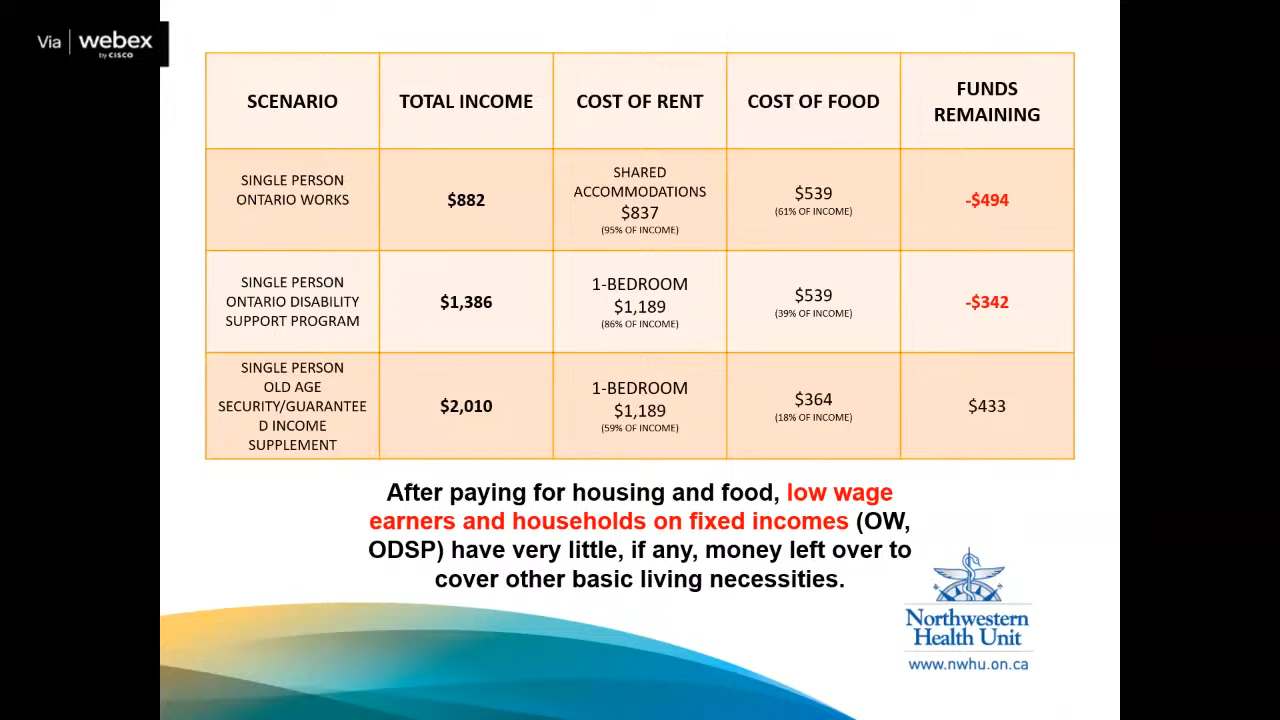 Via webex
by CISCO
SCENARIO
TOTAL INCOME
COST OF RENT
COST OF FOOD
FUNDS
REMAINING
SINGLE PERSON
ONTARIO WORKS
$882
SHARED
ACCOMMODATIONS
$837
(95% OF INCOME)
$539
(61% OF INCOME)
-$494
SINGLE PERSON
ONTARIO DISABILITY
SUPPORT PROGRAM
$1,386
1-BEDROOM
$1,189
(86% OF INCOME)
$539
(39% OF INCOME)
-$342
SINGLE PERSON
OLD AGE
SECURITY/GUARANTEE
D INCOME
SUPPLEMENT
$2,010
1-BEDROOM
$1,189
(59% OF INCOME)
$364
(18% OF INCOME)
$433
After paying for housing and food, low wage
earners and households on fixed incomes (OW,
ODSP) have very little, if any, money left over to
cover other basic living necessities.
Northwestern
Health Unit
www.nwhu.on.ca